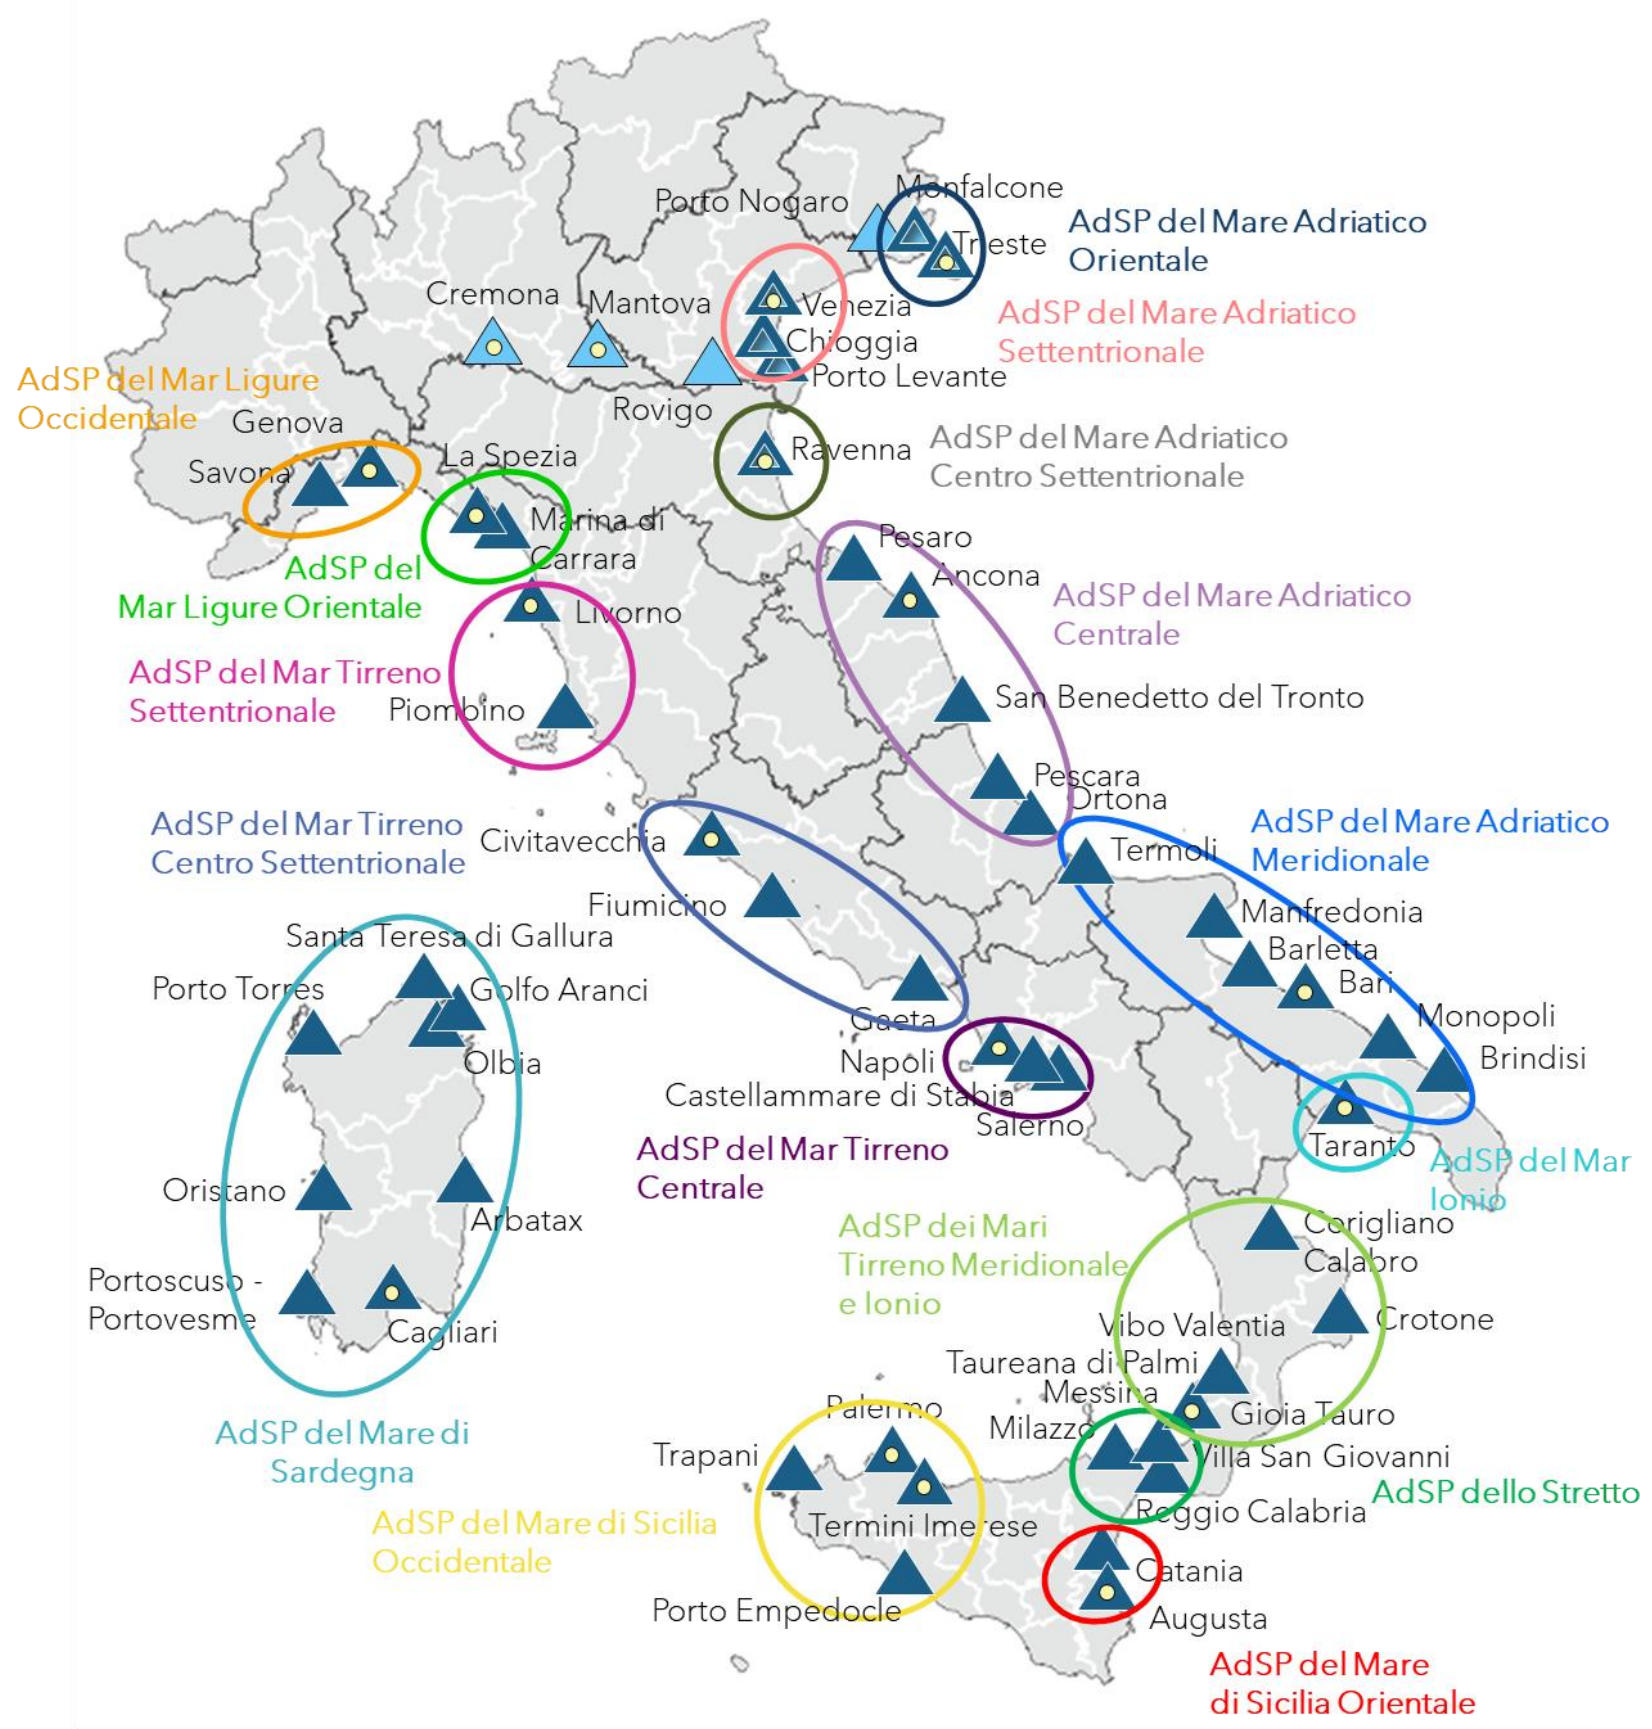 Monfalcone
Porto Nogaro
AdSP del Mare Adriatico
Orientale
Trieste
Cremona
Mantova
Venezia
AdSP del Mare Adriatico
Settentrionale
Chioggia
Porto Levante
AdSP del Mar Ligure
Occidentale
Rovigo
Genova
Savona
La Spezia
Ravenna
AdSP del Mare Adriatico
Centro Settentrionale
Marina di
Carrara
Pesaro
Ancona
AdSP del
Mar Ligure Orientale
Livorno
AdSP del Mare Adriatico
Centrale
AdSP del Mar Tirreno
Settentrionale
Piombino
San Benedetto del Tronto
Pescara
Ortona
AdSP del Mar Tirreno
Centro Settentrionale
Civitavecchia
Termoli
AdSP del Mare Adriatico
Meridionale
Fiumicino
Manfredonia
Santa Teresa di Gallura
Barletta
Porto Torres
Golfo Aranci
Bari
Gaeta
Monopoli
Olbia
Napoli
Brindisi
Castellammare di Stabia
Salerno
Taranto
AdSP del Mar Tirreno
Centrale
AdSP del Mar
Ionio
Oristano
Arbatax
AdSP dei Mari
Tirreno Meridionale
e Ionio
Corigliano
Calabro
Portoscuso -
Portovesme
Cagliari
Vibo Valentia
Crotone
Taureana di Palmi
Messina
Palermo
Gioia Tauro
Milazzo
AdSP del Mare di
Sardegna
Trapani
Villa San Giovanni
AdSP dello Stretto
Reggio Calabria
AdSP del Mare di Sicilia
Occidentale
Termini Imerese
Catania
Porto Empedocle
Augusta
AdSP del Mare
di Sicilia Orientale